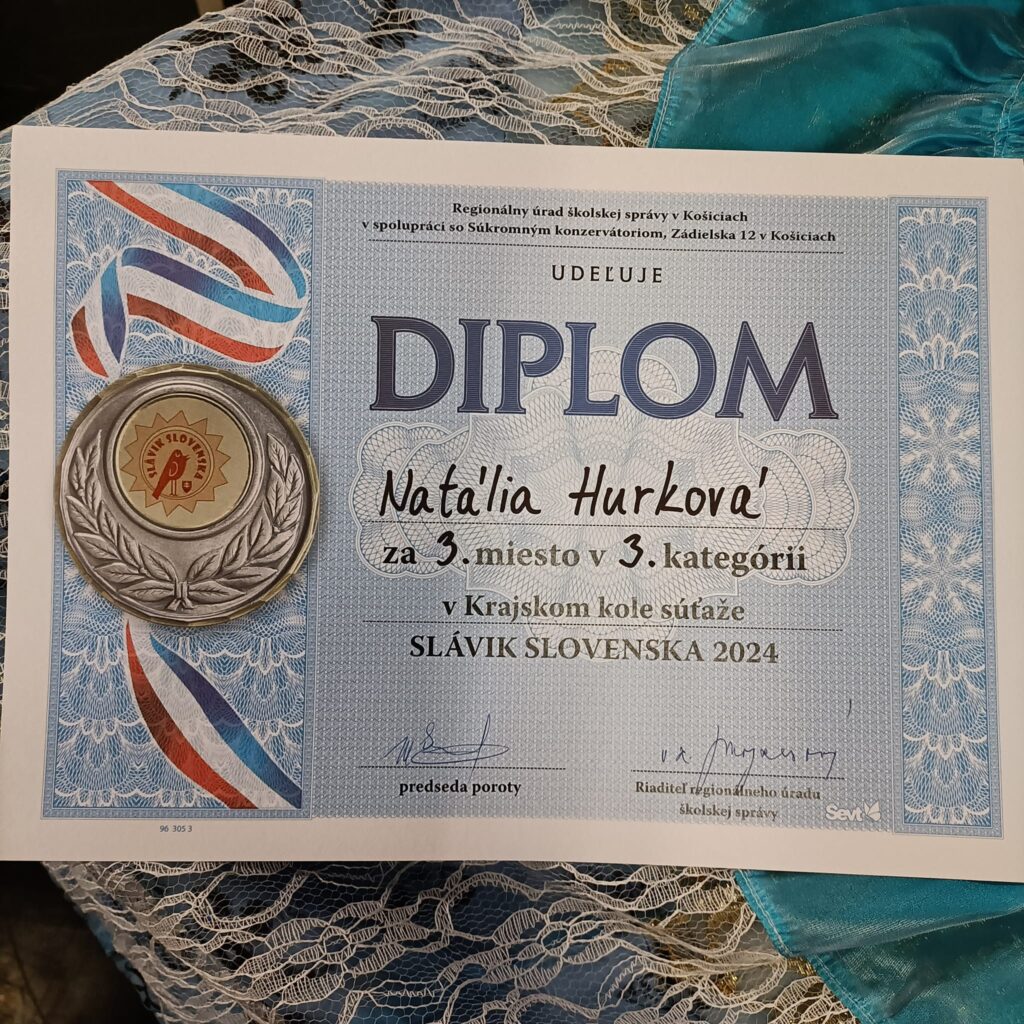 Regionálny úrad školskej správy v Košiciach
v spolupráci so Súkromným konzervátoriom, Zádielska 12 v Košiciach
UDEĽUJE
DIPLOM
SLÁVIK SLOVENSKA
Natália Hurková
za 3. miesto v 3. kategórii
v Krajskom kole súťaže
SLÁVIK SLOVENSKA 2024
predseda poroty
Riaditeľ regionálneho úradu
školskej správy
Sevt
96 305 3